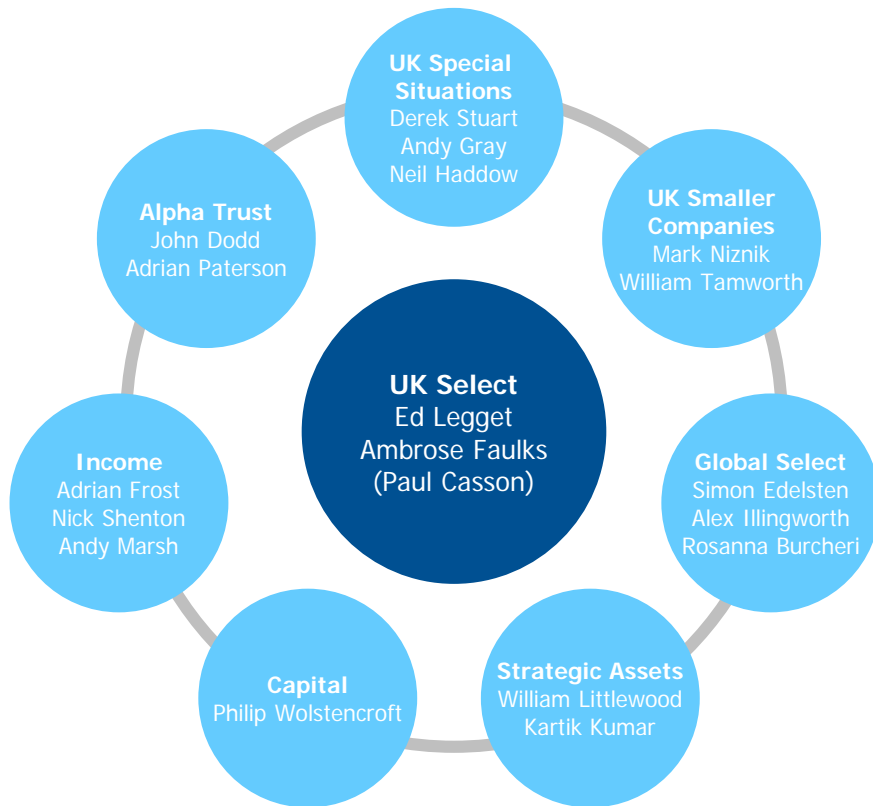 UK Special
Situations
Derek Stuart
Andy Gray
Neil Haddow
Alpha Trust
John Dodd
Adrian Paterson
UK Smaller
Companies
Mark Niznik
William Tamworth
UK Select
Ed Legget
Ambrose Faulks
(Paul Casson)
Income
Adrian Frost
Nick Shenton
Andy Marsh
Global Select
Simon Edelsten
Alex Illingworth
Rosanna Burcheri
Capital
Philip Wolstencroft
Strategic Assets
William Littlewood
Kartik Kumar